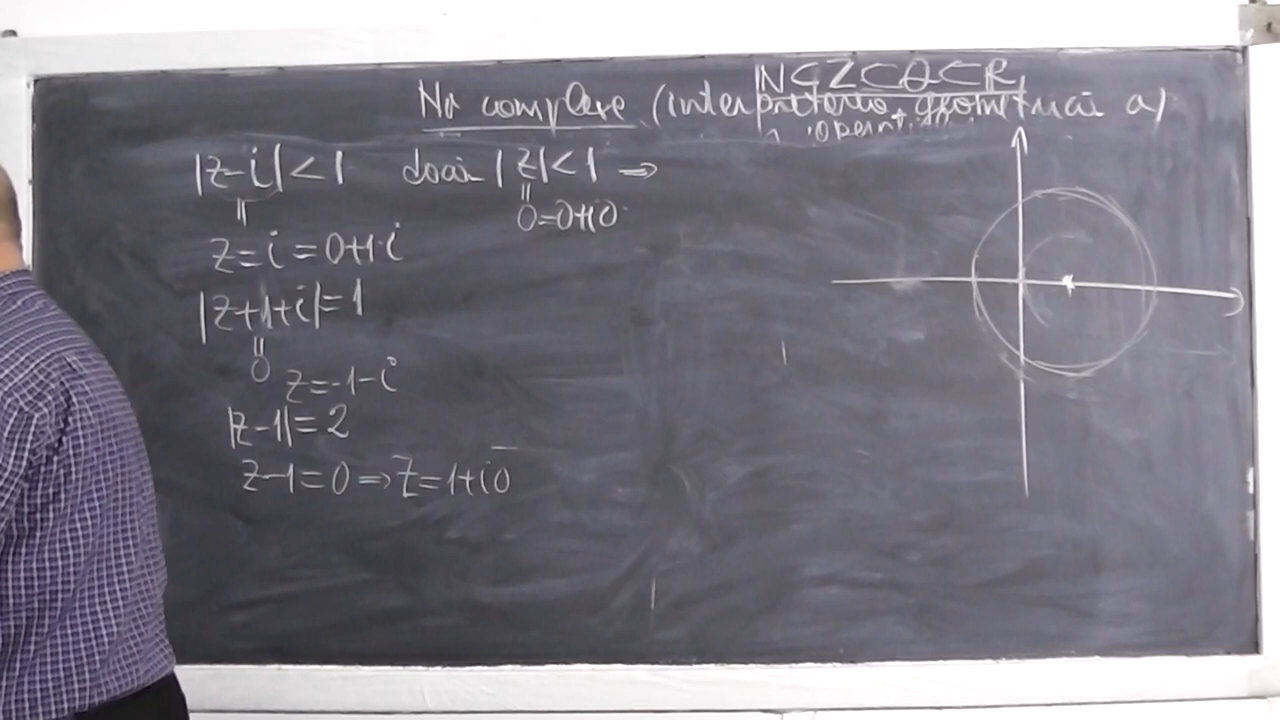 N⊂Z⊂Q⊂R
Nr complexe (interpretarea geometrică a)
|z-i|<1 dacă |z|<1 ⇒
0=0+i0
z=i=0+1·i
|z+1+i|=1
0 z=-1-i
|z-1|=2
z-1=0⇒z=1+i0